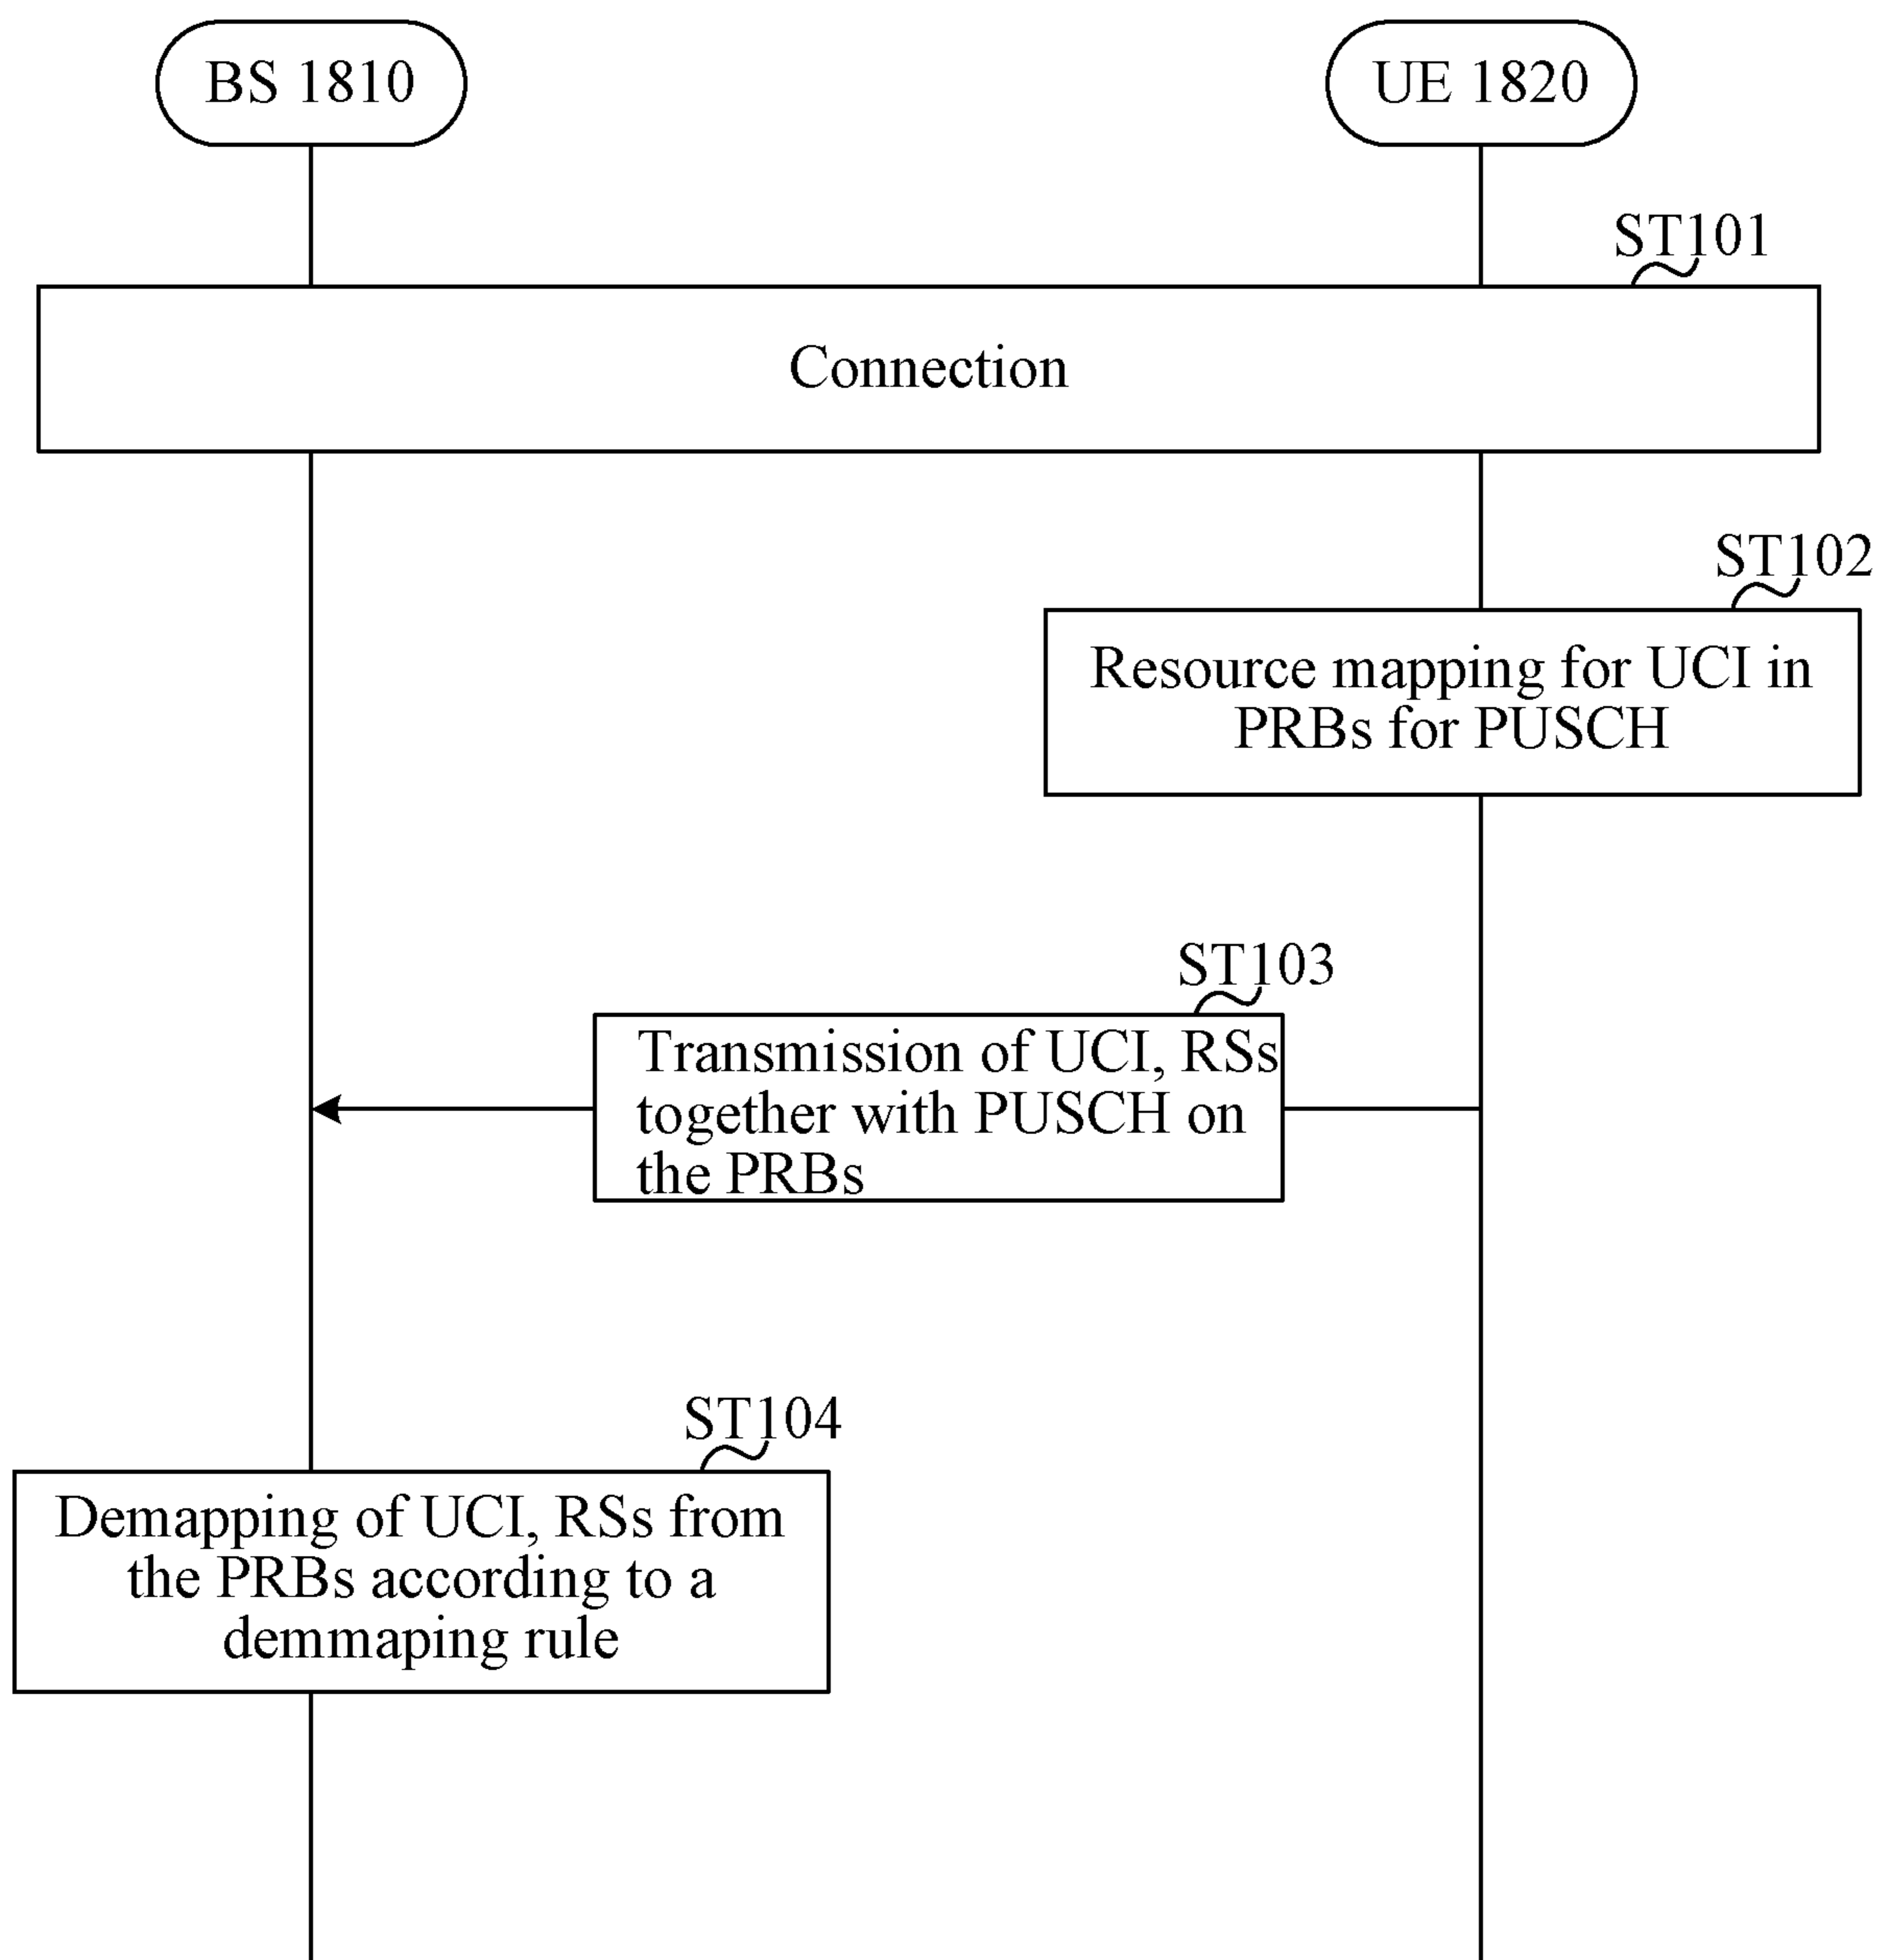 BS 1810
UE 1820
ST101
Connection
ST102
Resource mapping for UCI in
PRBs for PUSCH
ST103
Transmission of UCI, RSs
together with PUSCH on
the PRBs
ST104
Demapping of UCI, RSs from
the PRBs according to a
demmaping rule